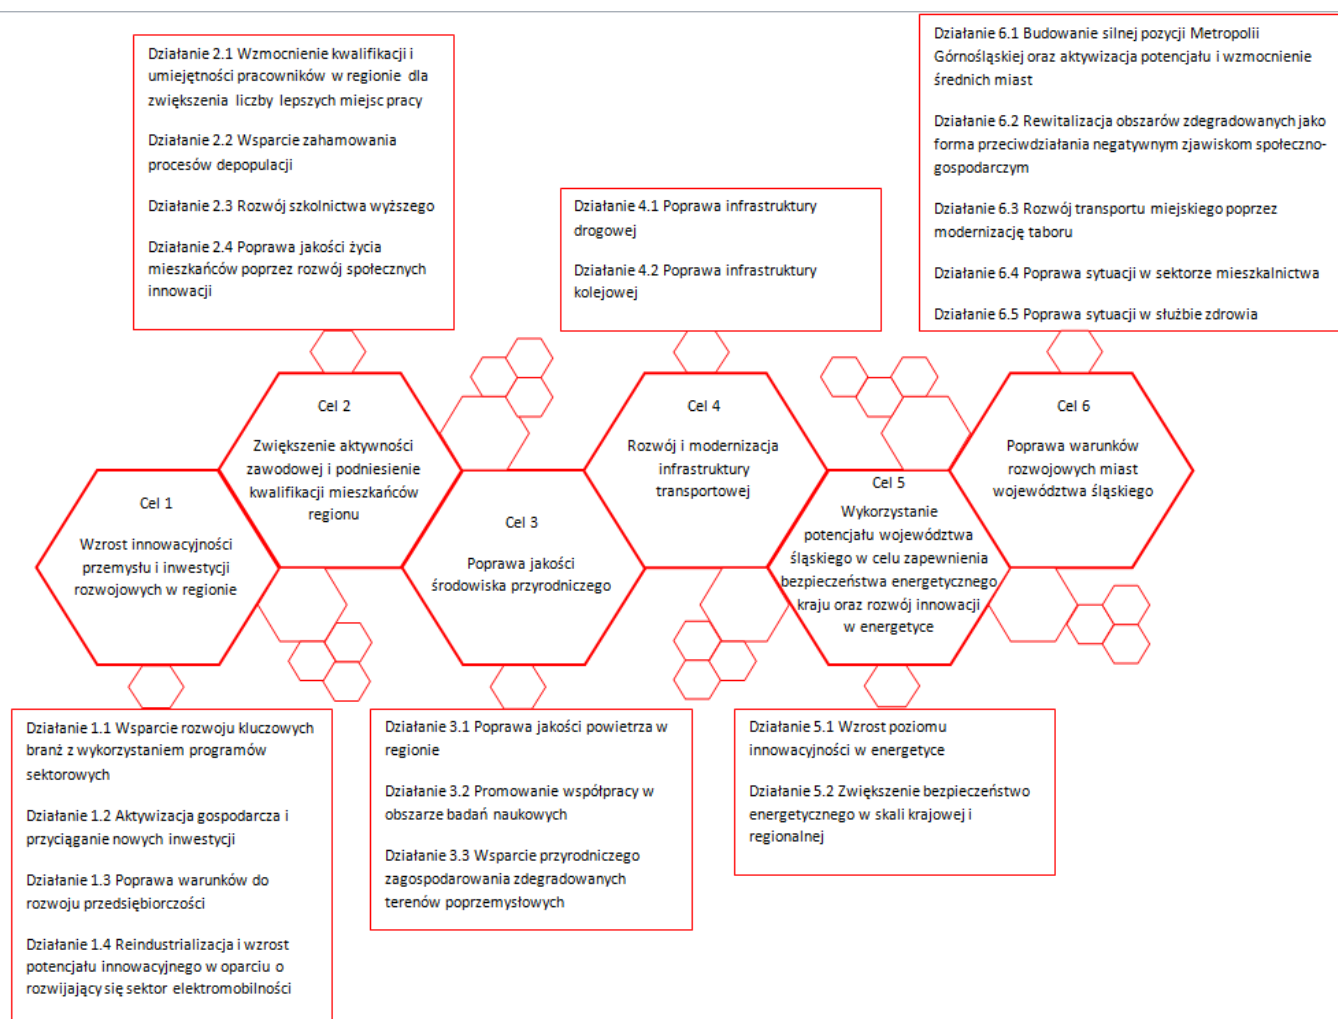 Działanie 2.1 Wzmocnienie kwalifikacji i
umiejętności pracowników w regionie dla
zwiększenia liczby lepszych miejsc pracy
Działanie 2.2 Wsparcie zahamowania
procesów depopulacji
Działanie 2.3 Rozwój szkolnictwa wyższego
Działanie 2.4 Poprawa jakości życia
mieszkańców poprzez rozwój społecznych
innowacji
Działanie 4.1 Poprawa infrastruktury
drogowej
Działanie 4.2 Poprawa infrastruktury
kolejowej
Działanie 6.1 Budowanie silnej pozycji Metropolii
Górnośląskiej oraz aktywizacja potencjału i wzmocnienie
średnich miast
Działanie 6.2 Rewitalizacja obszarów zdegradowanych jako
forma przeciwdziałania negatywnym zjawiskom społeczno-
gospodarczym
Działanie 6.3 Rozwój transportu miejskiego poprzez
modernizację taboru
Działanie 6.4 Poprawa sytuacji w sektorze mieszkalnictwa
Działanie 6.5 Poprawa sytuacji w służbie zdrowia
Cel 1
Wzrost innowacyjności
przemysłu i inwestycji
rozwojowych w regionie
Cel 2
Zwiększenie aktywności
zawodowej i podniesienie
kwalifikacji mieszkańców
regionu
Cel 3
Poprawa jakości
środowiska przyrodniczego
Cel 4
Rozwój i modernizacja
infrastruktury
transportowej
Cel 5
Wykorzystanie
potencjału województwa
śląskiego w celu zapewnienia
bezpieczeństwa energetycznego
kraju oraz rozwój innowacji
w energetyce
Cel 6
Poprawa warunków
rozwojowych miast
województwa śląskiego
Działanie 1.1 Wsparcie rozwoju kluczowych
branż z wykorzystaniem programów
sektorowych
Działanie 1.2 Aktywizacja gospodarcza i
przyciąganie nowych inwestycji
Działanie 1.3 Poprawa warunków do
rozwoju przedsiębiorczości
Działanie 1.4 Reindustrializacja i wzrost
potencjału innowacyjnego w oparciu o
rozwijający się sektor elektromobilności
Działanie 3.1 Poprawa jakości powietrza w
regionie
Działanie 3.2 Promowanie współpracy w
obszarze badań naukowych
Działanie 3.3 Wsparcie przyrodniczego
zagospodarowania zdegradowanych
terenów poprzemysłowych
Działanie 5.1 Wzrost poziomu
innowacyjności w energetyce
Działanie 5.2 Zwiększenie bezpieczeństwo
energetycznego w skali krajowej i
regionalnej